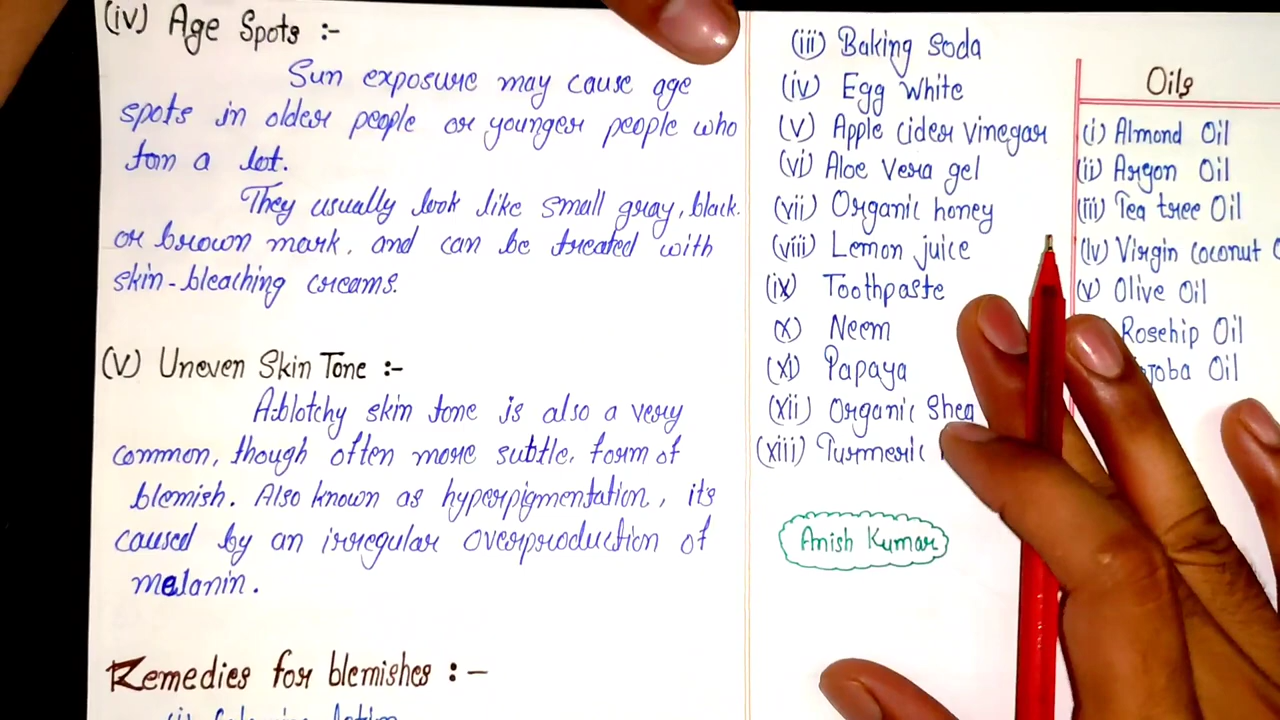 (iv) Age Spots :-
Sun exposure may cause age
spots in older people or younger people who
tan a lot.
They usually look like small gray, black.
or brown mark, and can be treated with
skin-bleaching creams.
(V) Uneven Skin Tone :-
A blotchy skin tone is also a very
common, though often more subtle, form of
blemish. Also known as hyperpigmentation, its
caused by an irregular overproduction of
melanin.
Remedies for blemishes :-
(iii) Baking Soda
(iv) Egg White
(v) Apple cider vinegar
(vi) Aloe Vera gel
(vii) Organic honey
(viii) Lemon juice
(ix) Toothpaste
(x) Neem
(xi) Papaya
(xii) Organic Shea
(xiii) Turmeric
Anish Kumar
Oils
(i) Almond Oil
(ii) Argon Oil
(iii) Tea tree Oil
(iv) Virgin Coconut
(v) Olive Oil
Rosehip Oil
joba Oil